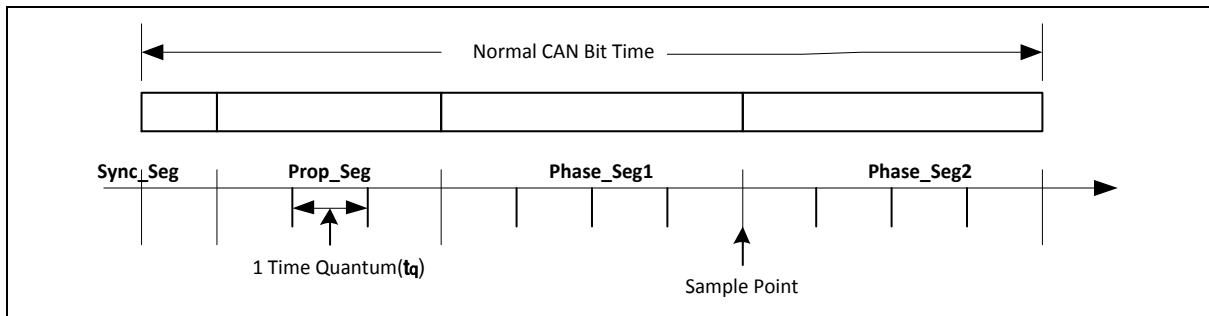 Normal CAN Bit Time
Sync_Seg Prop_Seg Phase_Seg1 Phase_Seg2
1 Time Quantum(tq)
Sample Point